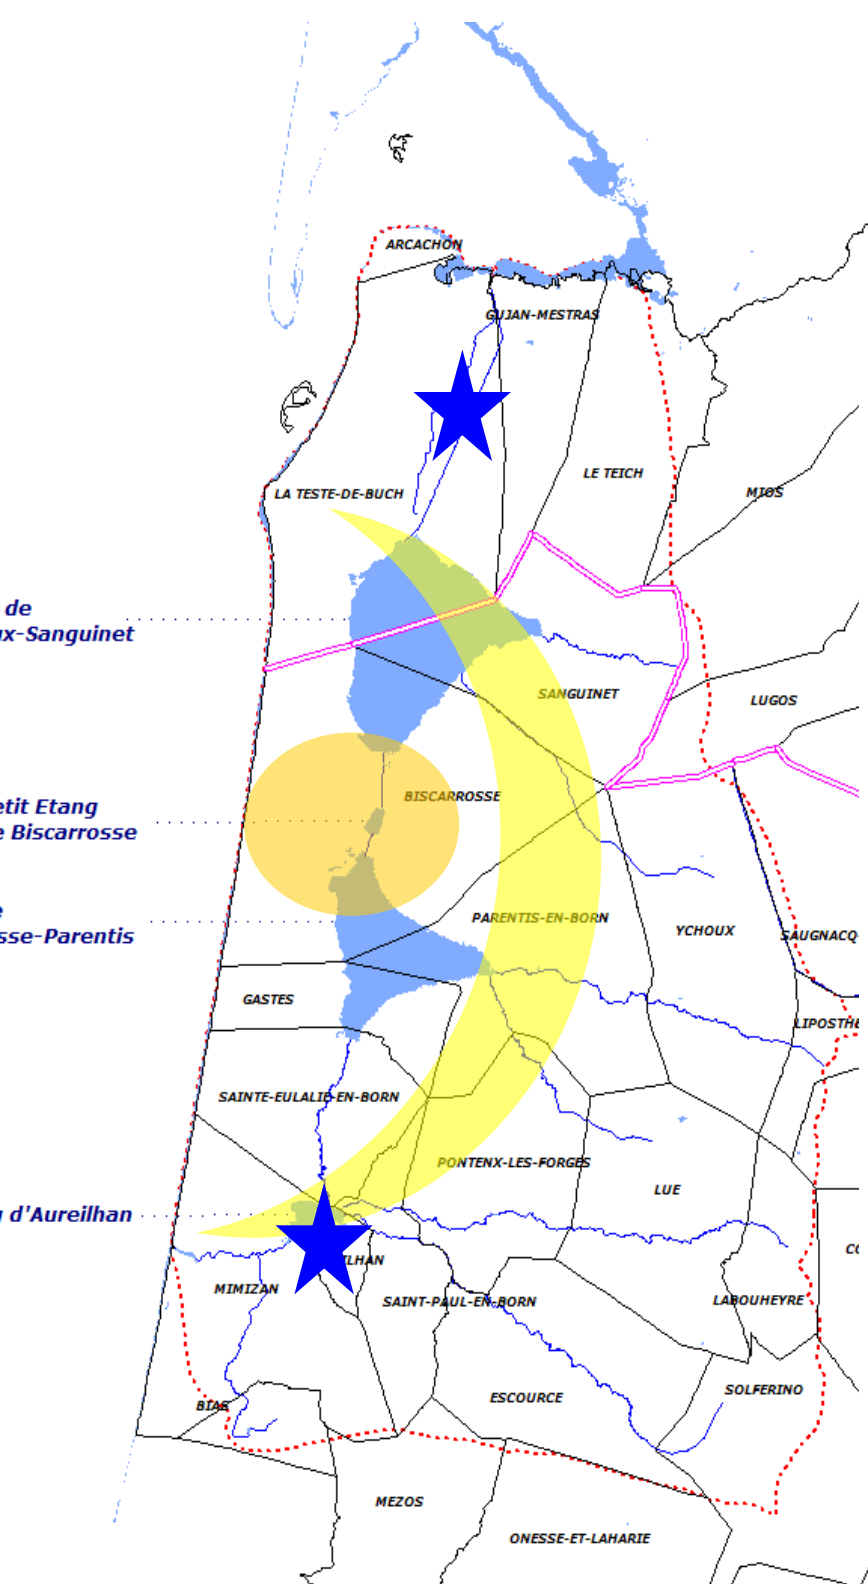 ARCACHON
GUJAN-MESTRAS
LE TEICH
LA TESTE-DE-BUCH
MIOS
de
ux-Sanguinet
SANGUINET
LUGOS
BISCARROSSE
etit Etang
e Biscarrosse
PARENTIS-EN-BORN
YCHOUX
SAUGNACQ-
e
sse-Parentis
GASTES
LIPOSTHE
SAINTE-EULALIE-EN-BORN
PONTENX-LES-FORGES
LUE
g d'Aureilhan
ILHAN
CO
MIMIZAN
SAINT-PAUL-EN-BORN
LABOUHEYRE
BIAS
ESCOURCE
SOLFERINO
MEZOS
ONESSE-ET-LAHARIE